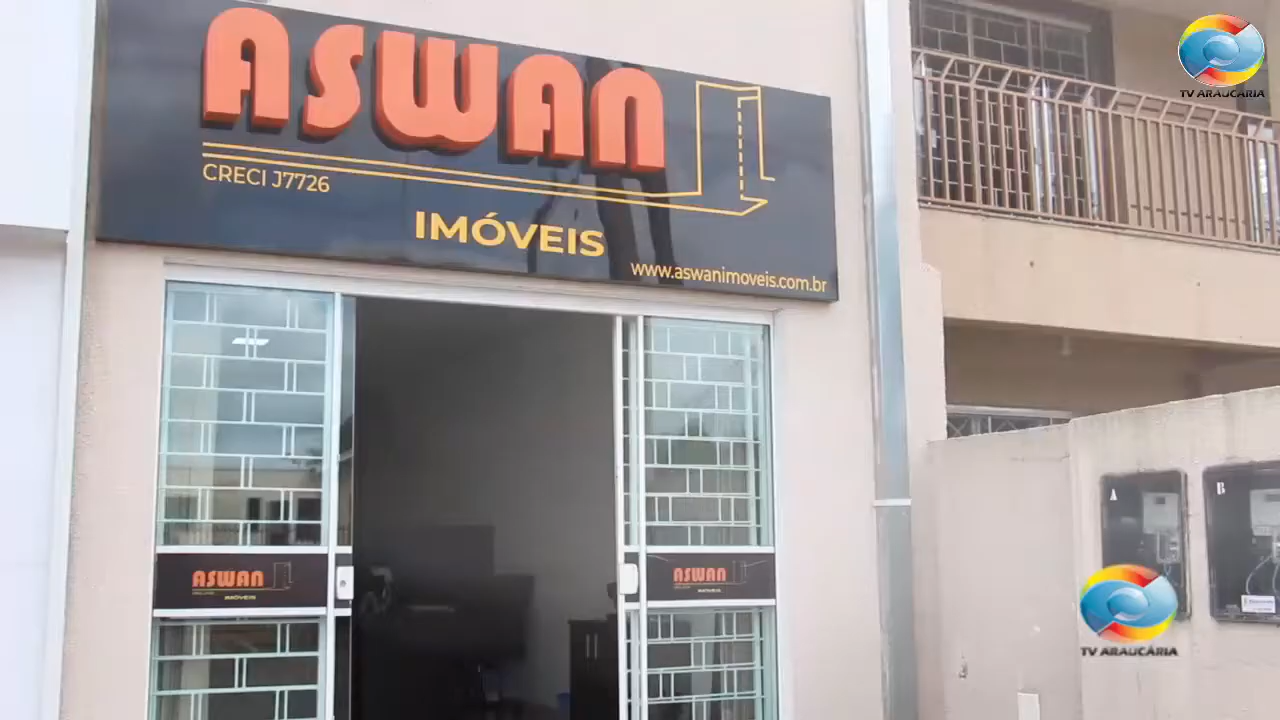 ASWAN
CRECI J7726
IMÓVEIS
www.aswanimoveis.com.br
TV ARAUCÁRIA
A
B
ASWAN
IMÓVEIS
ASWAN
IMÓVEIS
TV ARAUCÁRIA